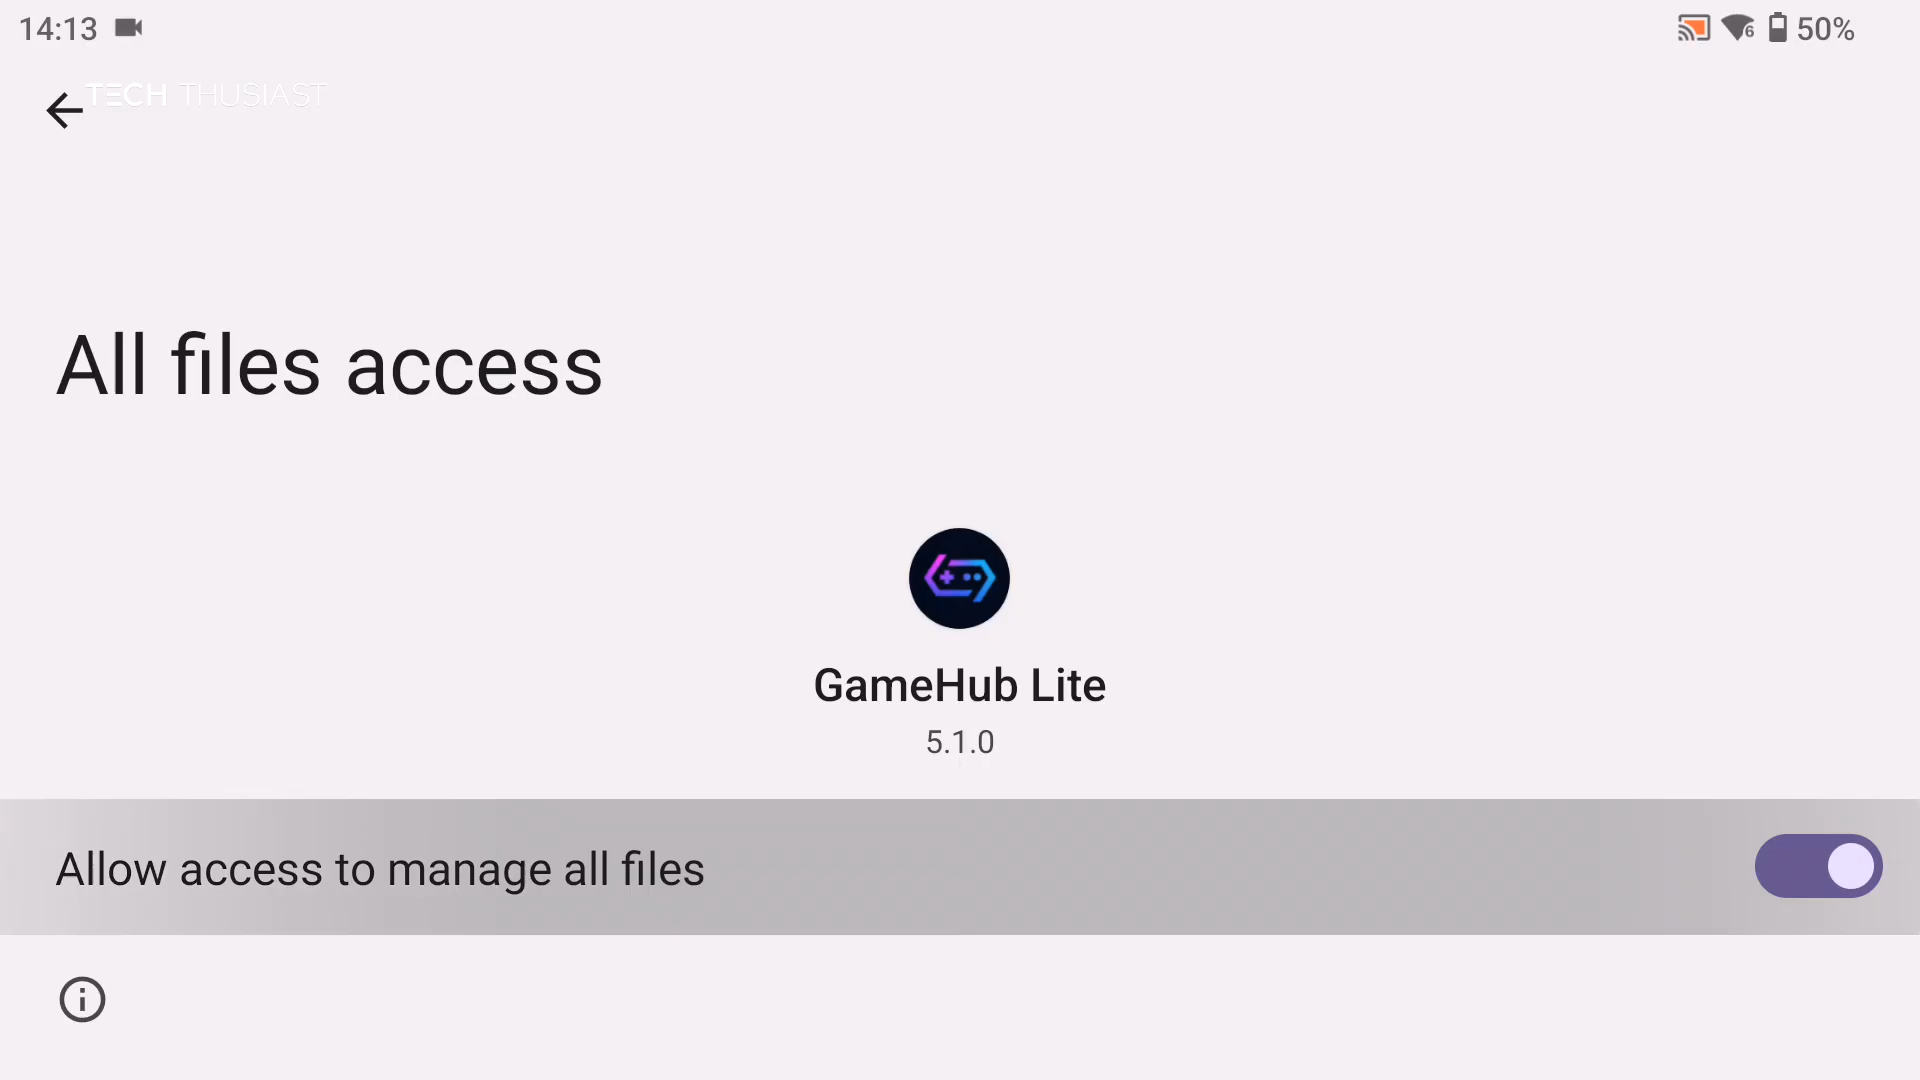 14:13
6 50%
TECH THUSIAST
All files access
GameHub Lite
5.1.0
Allow access to manage all files